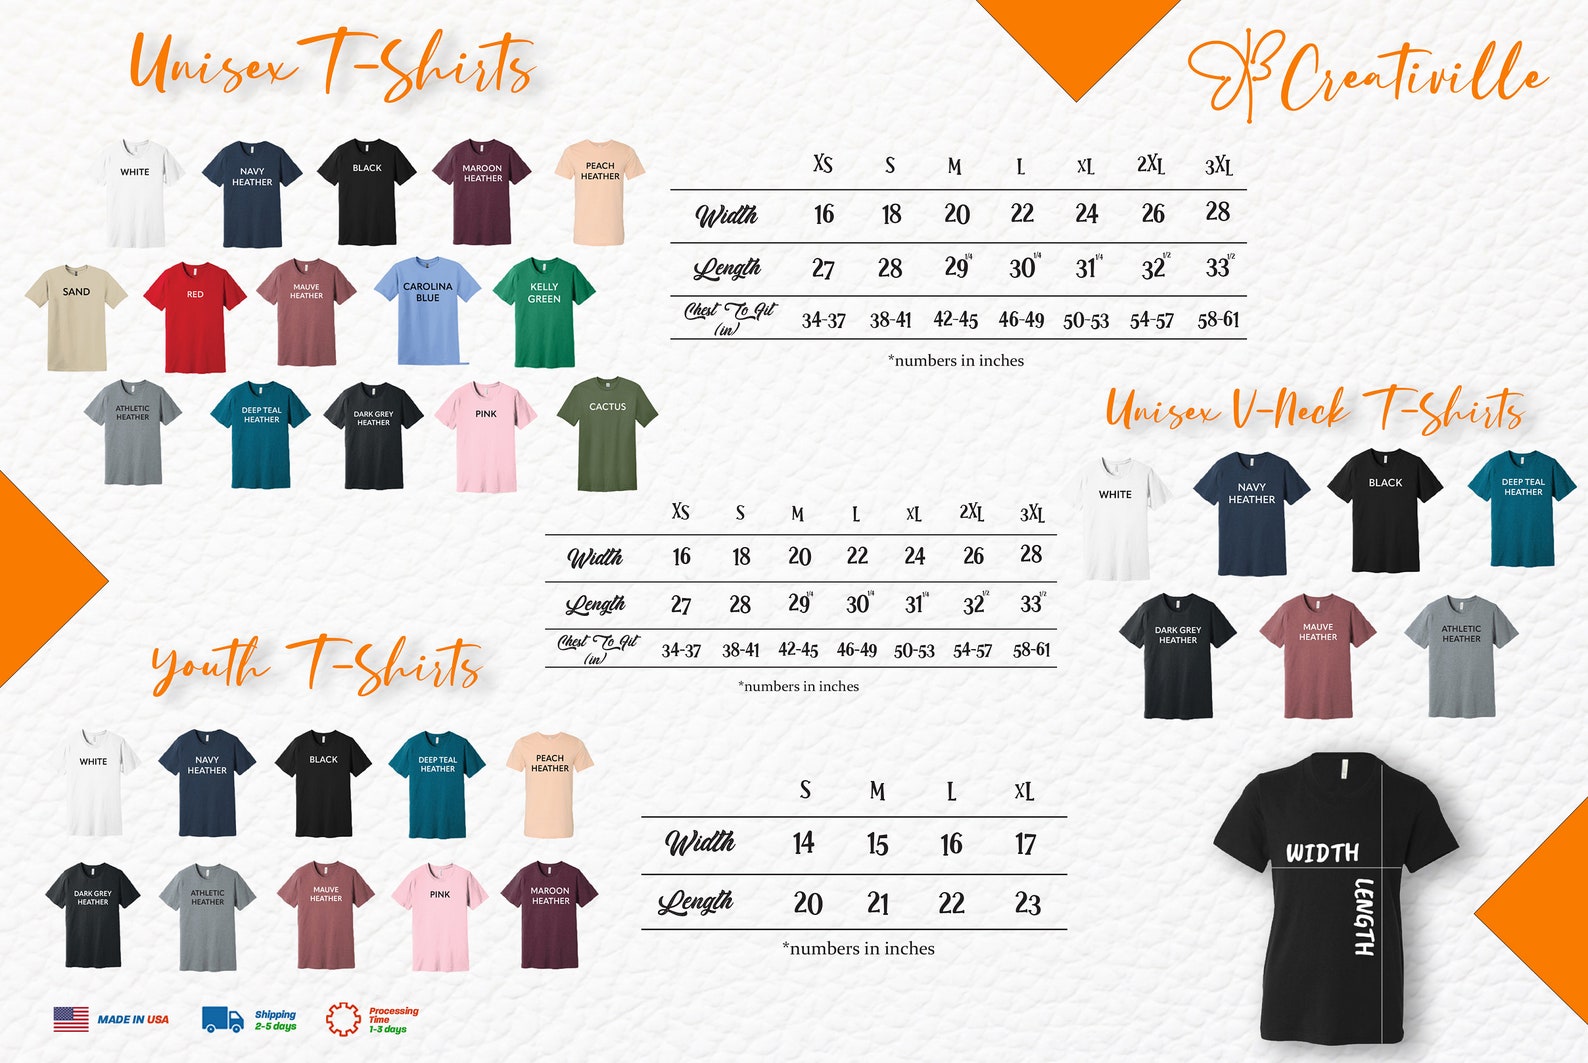 Unisex T-Shirts
Creativille
WHITE
NAVY
HEATHER
BLACK
MAROON
HEATHER
PEACH
HEATHER
SAND
RED
MAUVE
HEATHER
CAROLINA
BLUE
KELLY
GREEN
ATHLETIC
HEATHER
DEEP TEAL
HEATHER
DARK GREY
HEATHER
PINK
CACTUS
XS S M L XL 2XL 3XL
Width 16 18 20 22 24 26 28
Length 27 28 29 1/4 30 1/4 31 1/4 32 1/2 33 1/2
Chest To Fit
(in) 34-37 38-41 42-45 46-49 50-53 54-57 58-61
*numbers in inches
Unisex V-Neck T-Shirts
WHITE
NAVY
HEATHER
BLACK
DEEP TEAL
HEATHER
DARK GREY
HEATHER
MAUVE
HEATHER
ATHLETIC
HEATHER
XS S M L XL 2XL 3XL
Width 16 18 20 22 24 26 28
Length 27 28 29 1/4 30 1/4 31 1/4 32 1/2 33 1/2
Chest To Fit
(in) 34-37 38-41 42-45 46-49 50-53 54-57 58-61
*numbers in inches
Youth T-Shirts
WHITE
NAVY
HEATHER
BLACK
DEEP TEAL
HEATHER
PEACH
HEATHER
DARK GREY
HEATHER
ATHLETIC
HEATHER
MAUVE
HEATHER
PINK
MAROON
HEATHER
S M L XL
Width 14 15 16 17
Length 20 21 22 23
*numbers in inches
WIDTH
LENGTH
MADE IN USA
Shipping
2-5 days
Processing
Time
1-3 days